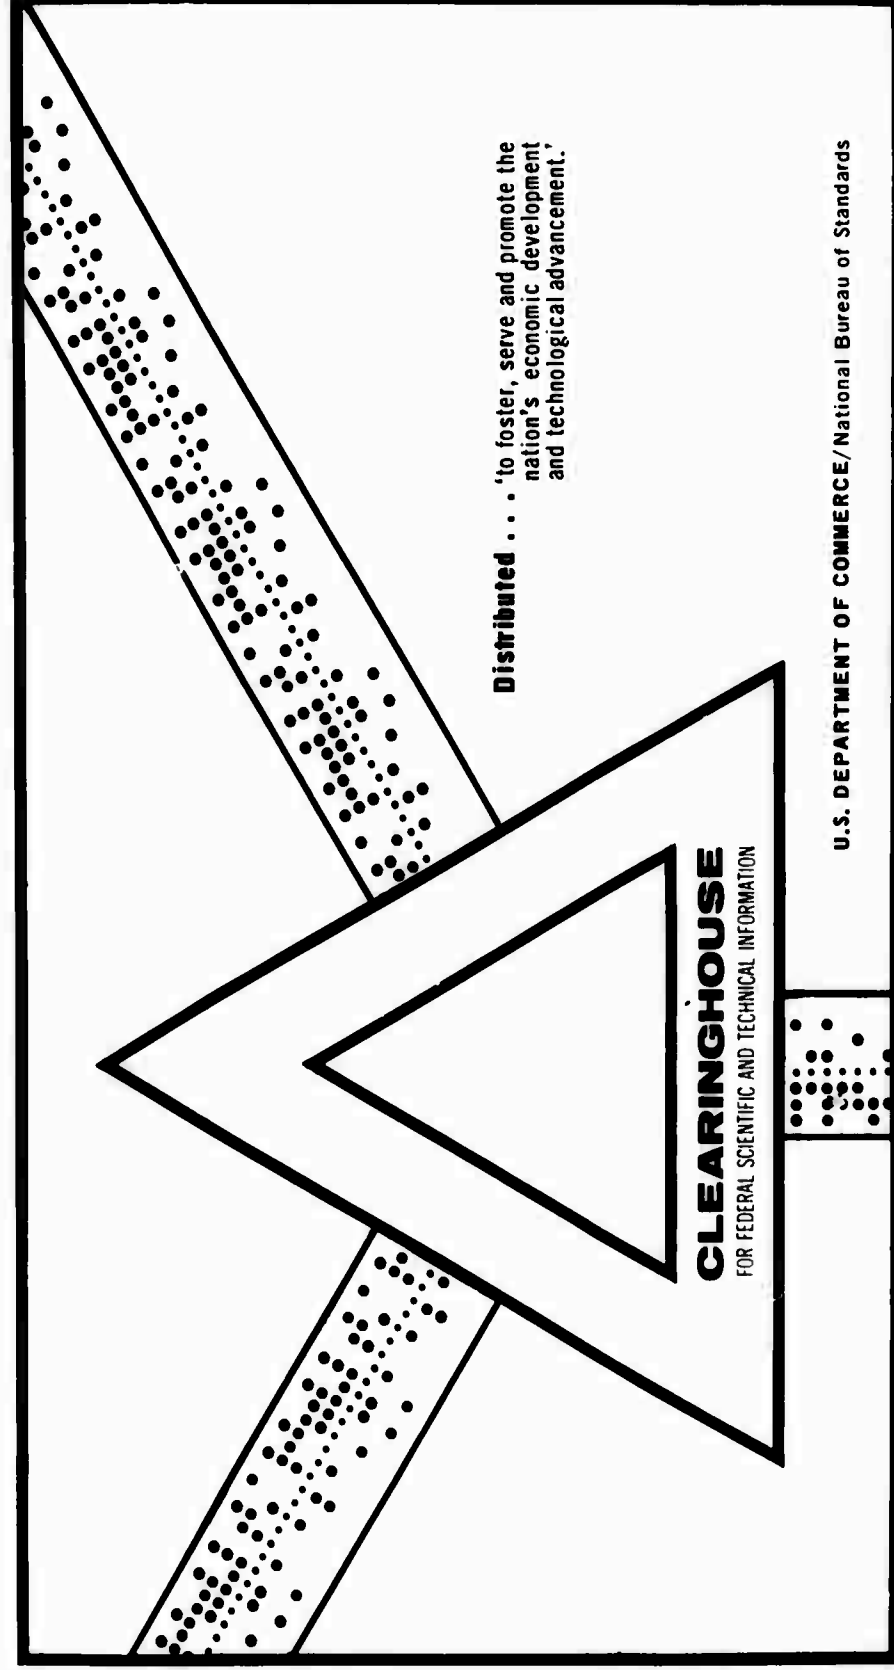 Distributed . . . 'to foster, serve and promote the
nation's economic development
and technological advancement.'
CLEARINGHOUSE
FOR FEDERAL SCIENTIFIC AND TECHNICAL INFORMATION
U.S. DEPARTMENT OF COMMERCE/National Bureau of Standards